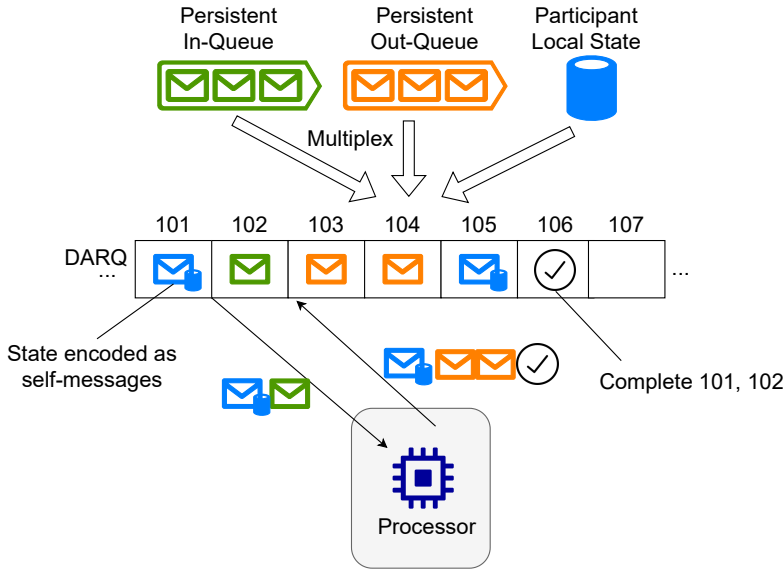 Persistent
In-Queue
Persistent
Out-Queue
Participant
Local State
Multiplex
101 102 103 104 105 106 107
DARQ
...
...
State encoded as
self-messages
Complete 101, 102
Processor